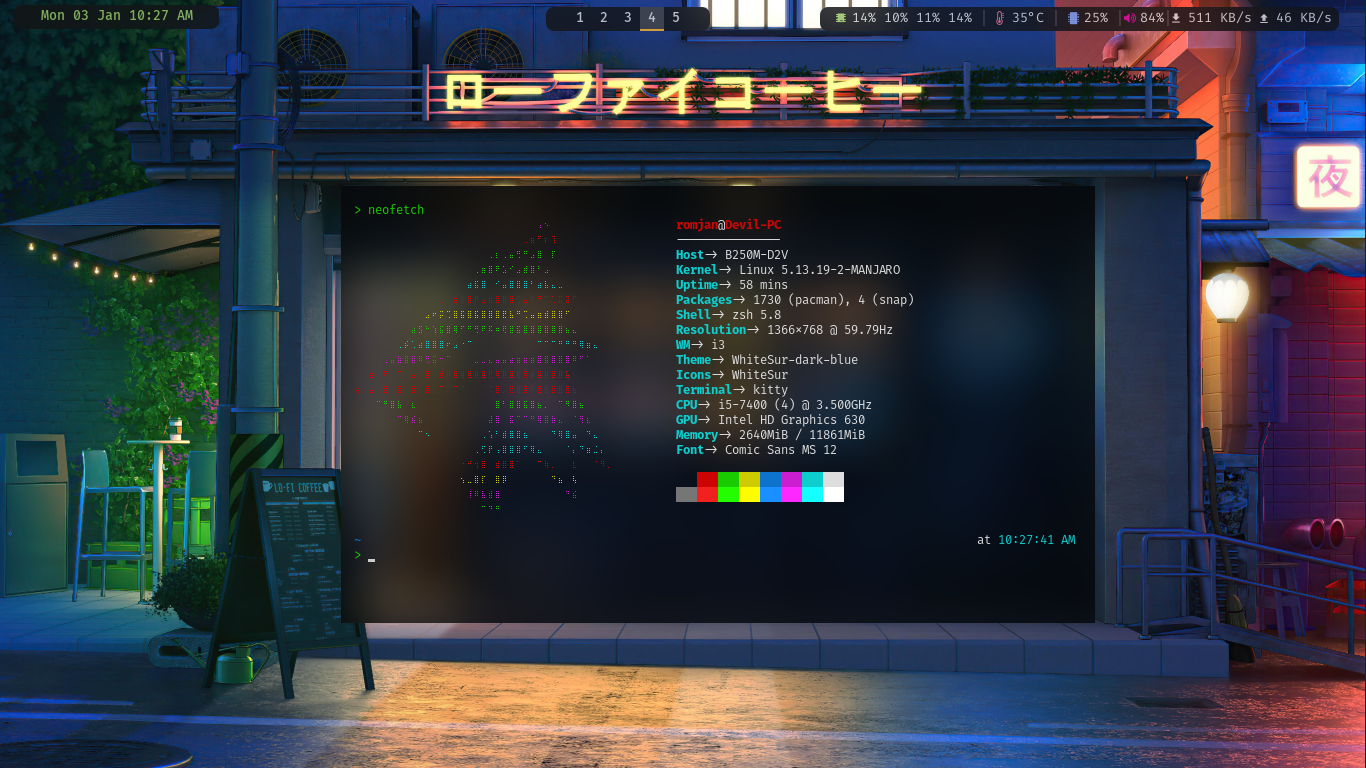 Mon 03 Jan 10:27 AM
1 2 3 4 5
14% 10% 11% 14% | 35°C | 25% | 84% | 511 KB/s 46 KB/s
ローファイコーヒー
夜
> neofetch
romjan@Devil-PC
Host-> B250M-D2V
Kernel-> Linux 5.13.19-2-MANJARO
Uptime-> 58 mins
Packages-> 1730 (pacman), 4 (snap)
Shell-> zsh 5.8
Resolution-> 1366x768 @ 59.79Hz
WM-> i3
Theme-> WhiteSur-dark-blue
Icons-> WhiteSur
Terminal-> kitty
CPU-> i5-7400 (4) @ 3.500GHz
GPU-> Intel HD Graphics 630
Memory-> 2640MiB / 11861MiB
Font-> Comic Sans MS 12
~ at 10:27:41 AM
>
LO-FI COFFEE